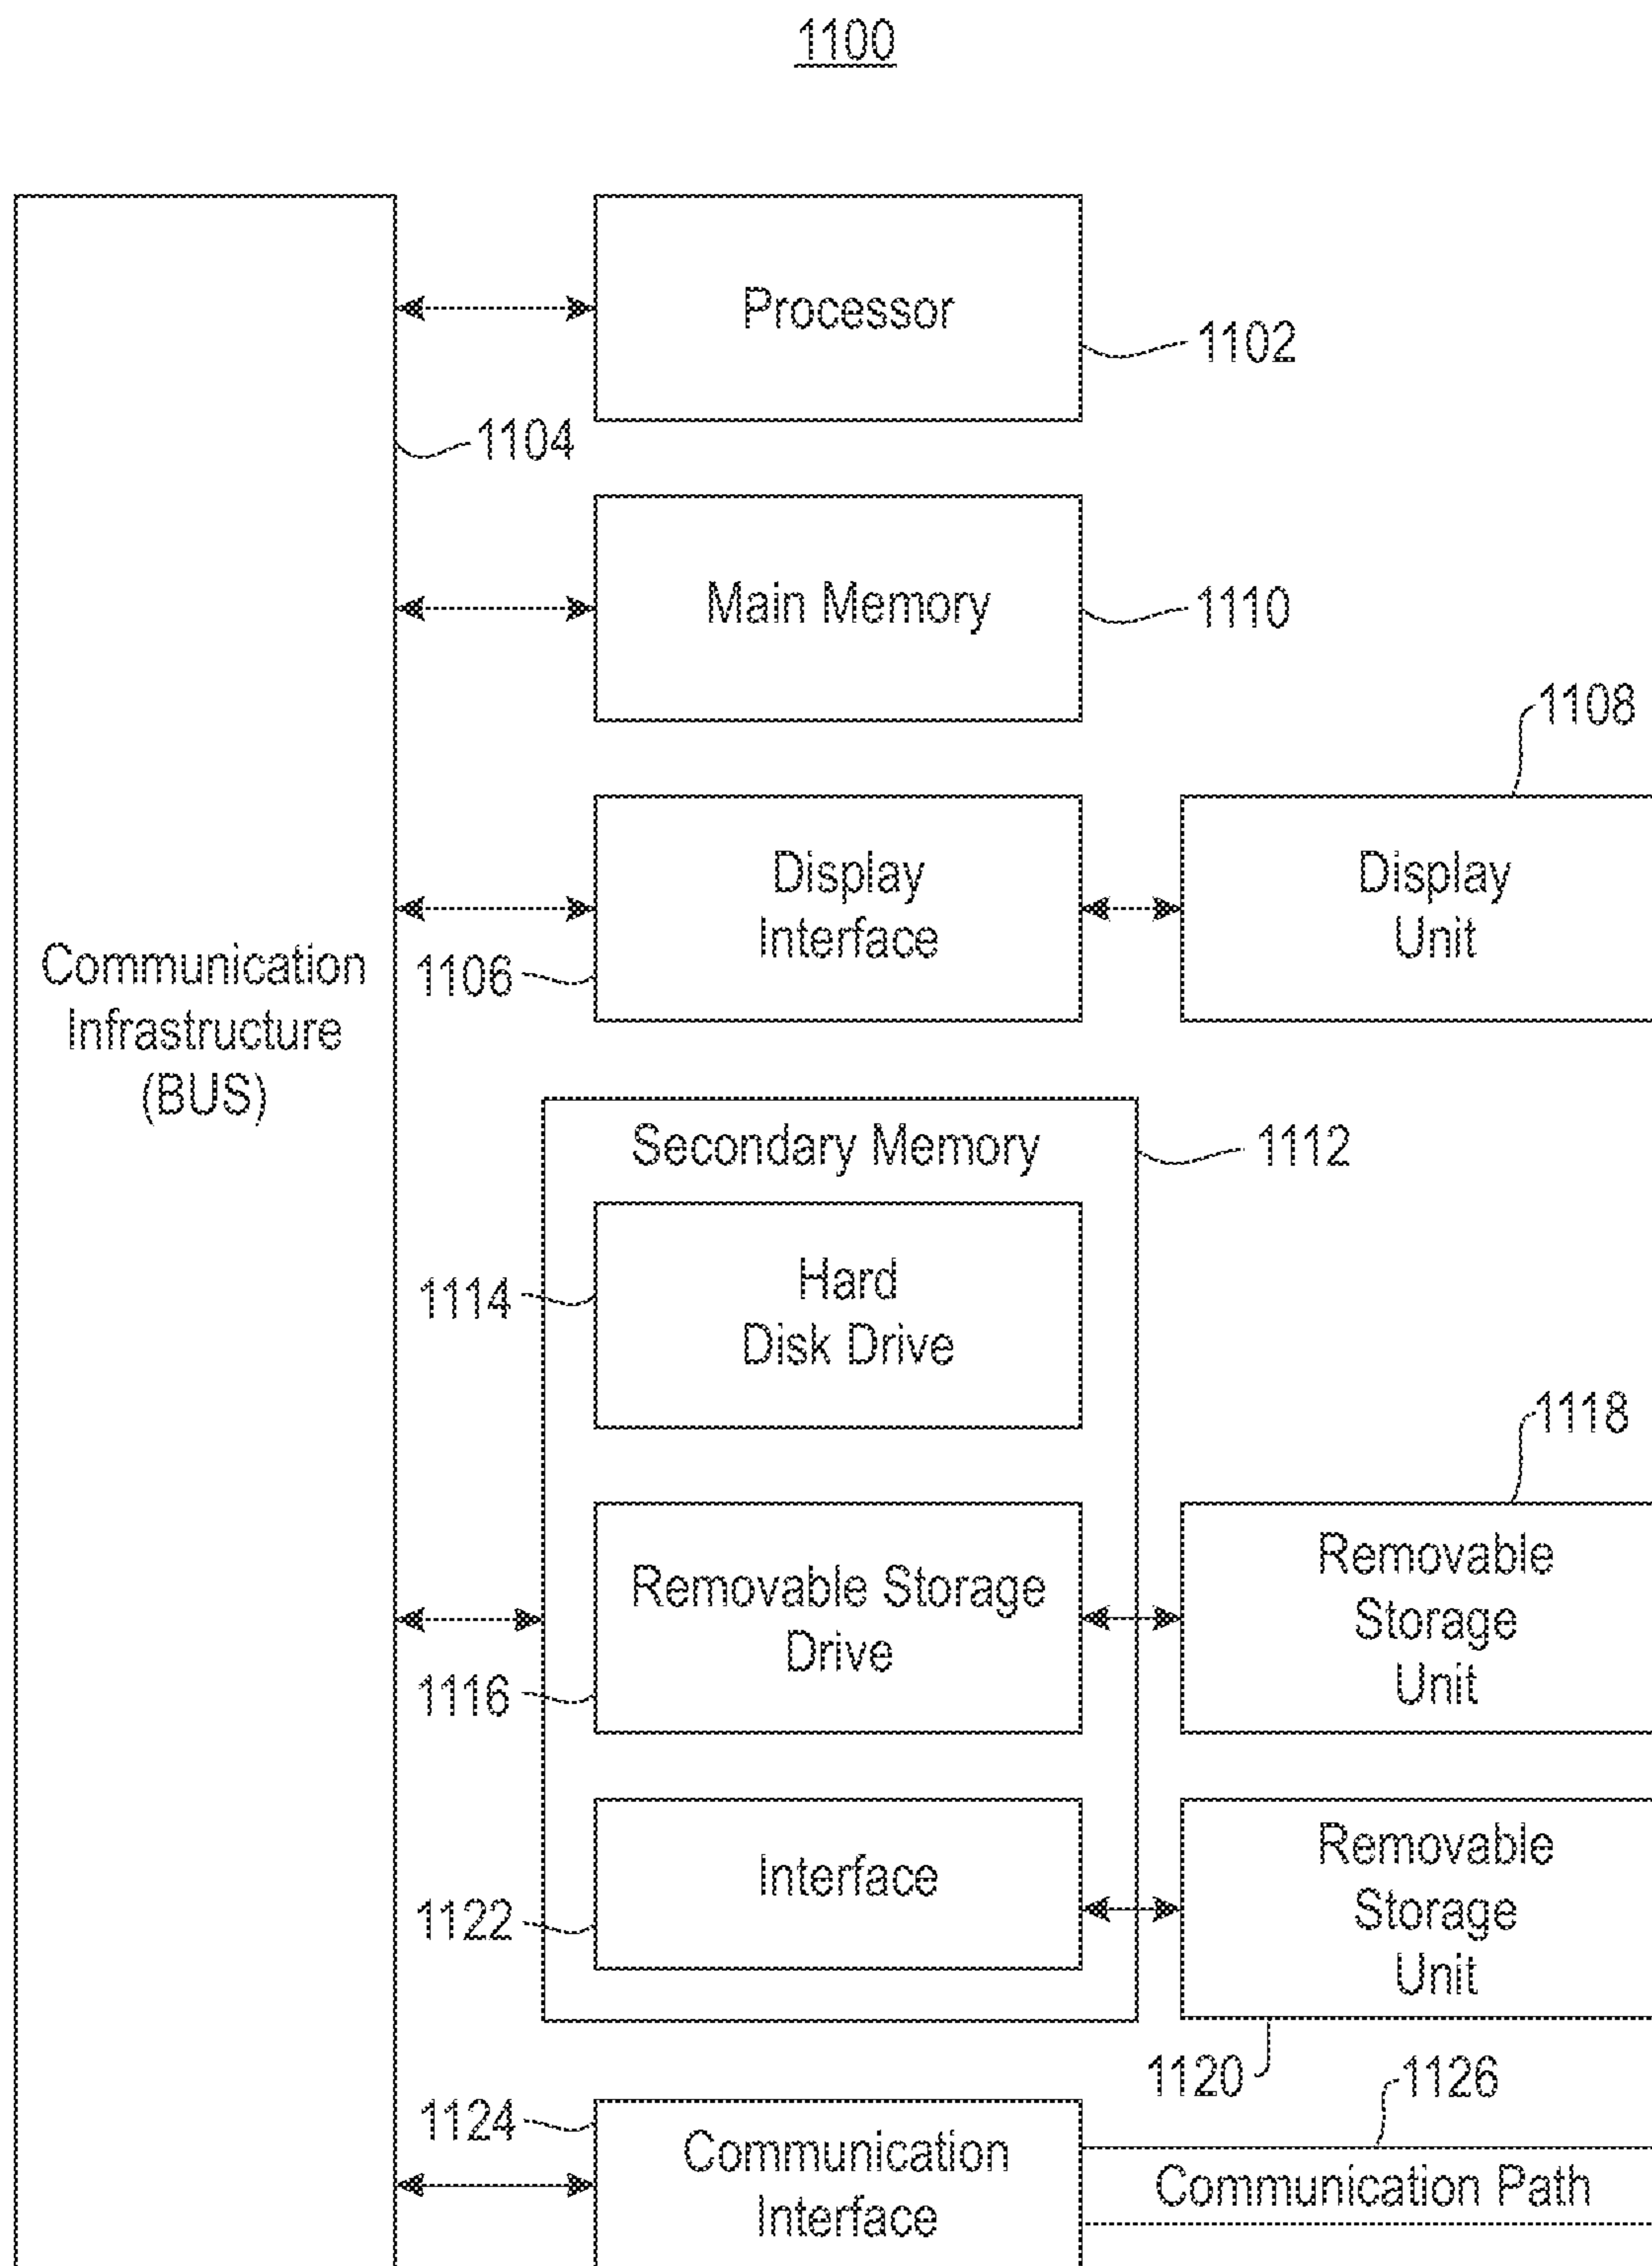 1100
Processor
1102
1104
Main Memory
1110
1108
Display
Interface
Display
Unit
1106
Communication
Infrastructure
(BUS)
Secondary Memory
1112
Hard
Disk Drive
1114
1118
Removable Storage
Drive
Removable
Storage
Unit
1116
Interface
Removable
Storage
Unit
1122
1120
1126
1124
Communication
Interface
Communication Path